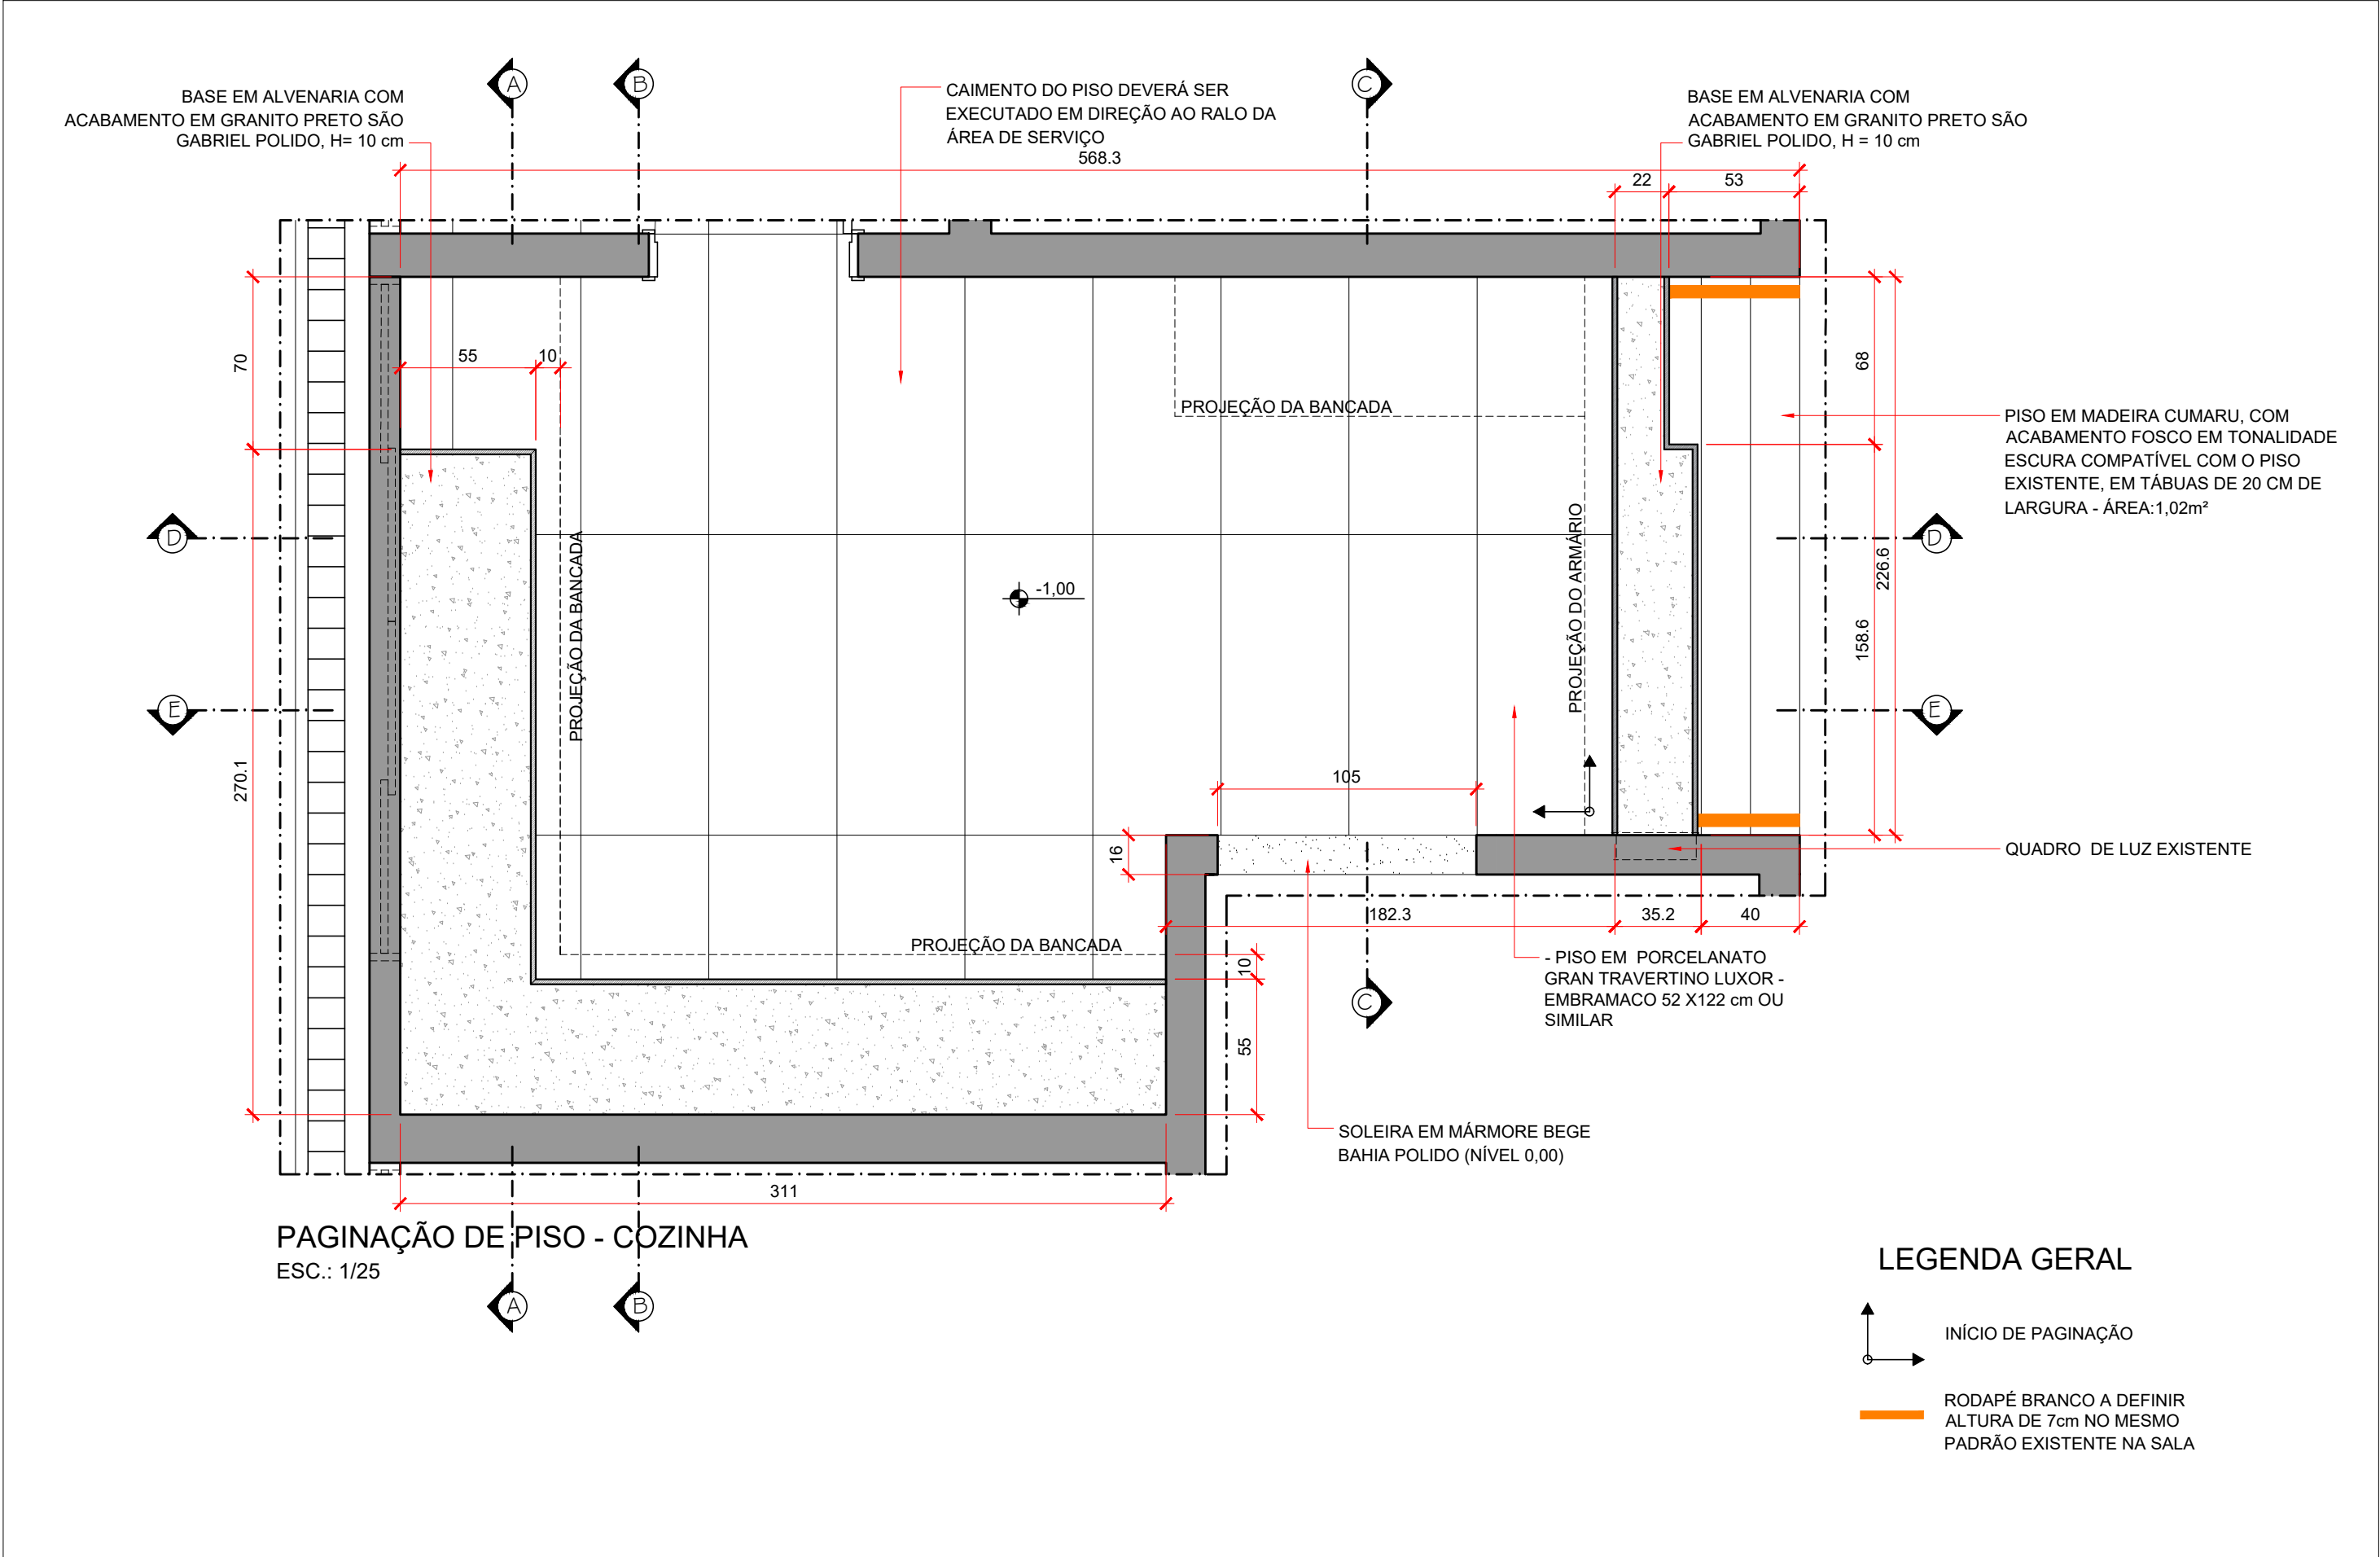 A
B
C
BASE EM ALVENARIA COM
ACABAMENTO EM GRANITO PRETO SÃO
GABRIEL POLIDO, H= 10 cm
CAIMENTO DO PISO DEVERÁ SER
EXECUTADO EM DIREÇÃO AO RALO DA
ÁREA DE SERVIÇO
BASE EM ALVENARIA COM
ACABAMENTO EM GRANITO PRETO SÃO
GABRIEL POLIDO, H = 10 cm
568.3
22
53
70
55
10
68
PROJEÇÃO DA BANCADA
PISO EM MADEIRA CUMARU, COM
ACABAMENTO FOSCO EM TONALIDADE
ESCURA COMPATÍVEL COM O PISO
EXISTENTE, EM TÁBUAS DE 20 CM DE
LARGURA - ÁREA:1,02m²
D
D
PROJEÇÃO DA BANCADA
-1,00
PROJEÇÃO DO ARMÁRIO
226.6
158.6
E
E
270.1
105
16
QUADRO  DE LUZ EXISTENTE
182.3
35.2
40
PROJEÇÃO DA BANCADA
10
- PISO EM  PORCELANATO
GRAN TRAVERTINO LUXOR -
EMBRAMACO 52 X122 cm OU
SIMILAR
C
55
SOLEIRA EM MÁRMORE BEGE
BAHIA POLIDO (NÍVEL 0,00)
311
PAGINAÇÃO DE PISO - COZINHA
ESC.: 1/25
A
B
LEGENDA GERAL
INÍCIO DE PAGINAÇÃO
RODAPÉ BRANCO A DEFINIR
ALTURA DE 7cm NO MESMO
PADRÃO EXISTENTE NA SALA